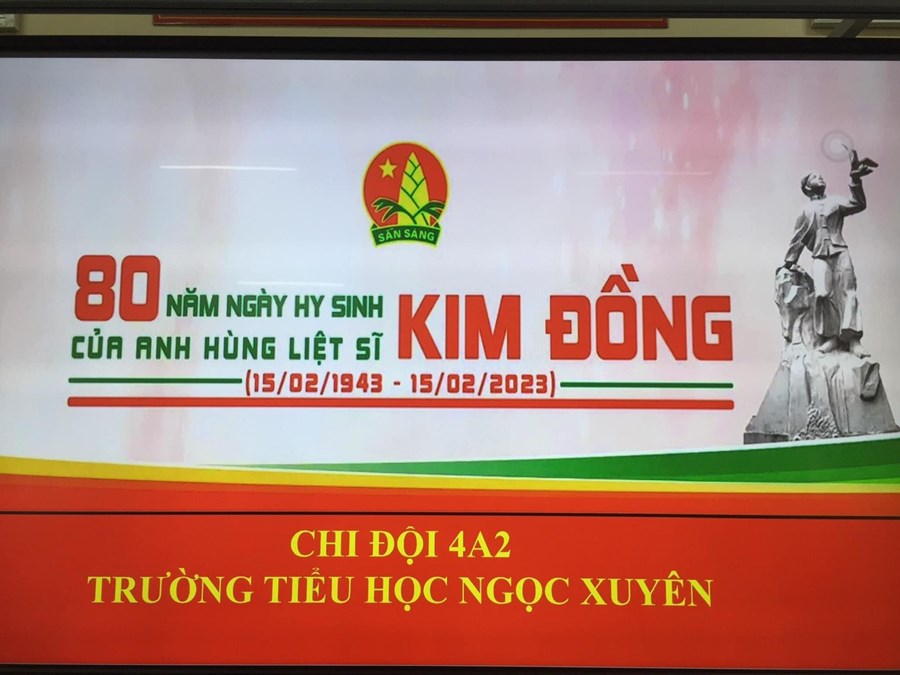 SẴN SÀNG
80 NĂM NGÀY HY SINH
CỦA ANH HÙNG LIỆT SĨ
KIM ĐỒNG
(15/02/1943 - 15/02/2023)
CHI ĐỘI 4A2
TRƯỜNG TIỂU HỌC NGỌC XUYÊN